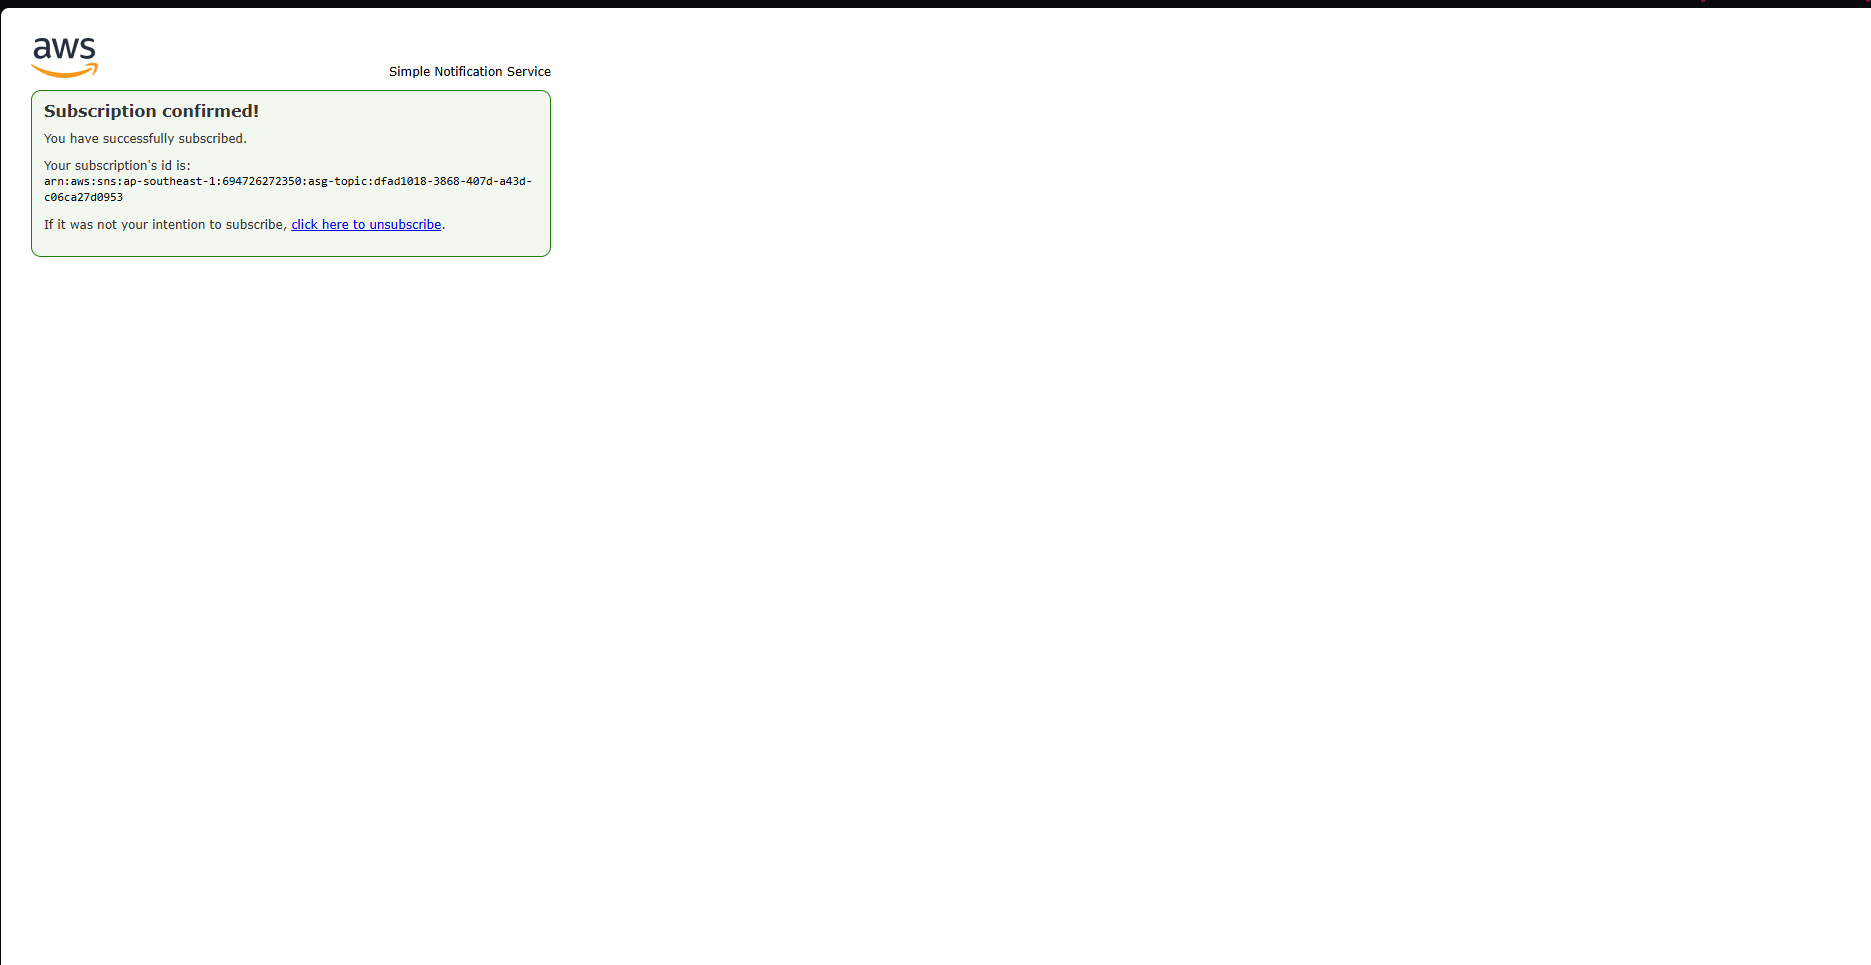 aws
Simple Notification Service
Subscription confirmed!
You have successfully subscribed.
Your subscription's id is:
arn:aws:sns:ap-southeast-1:694726272350:asg-topic:dfad1018-3868-407d-a43d-
c06ca27d0953
If it was not your intention to subscribe, click here to unsubscribe.